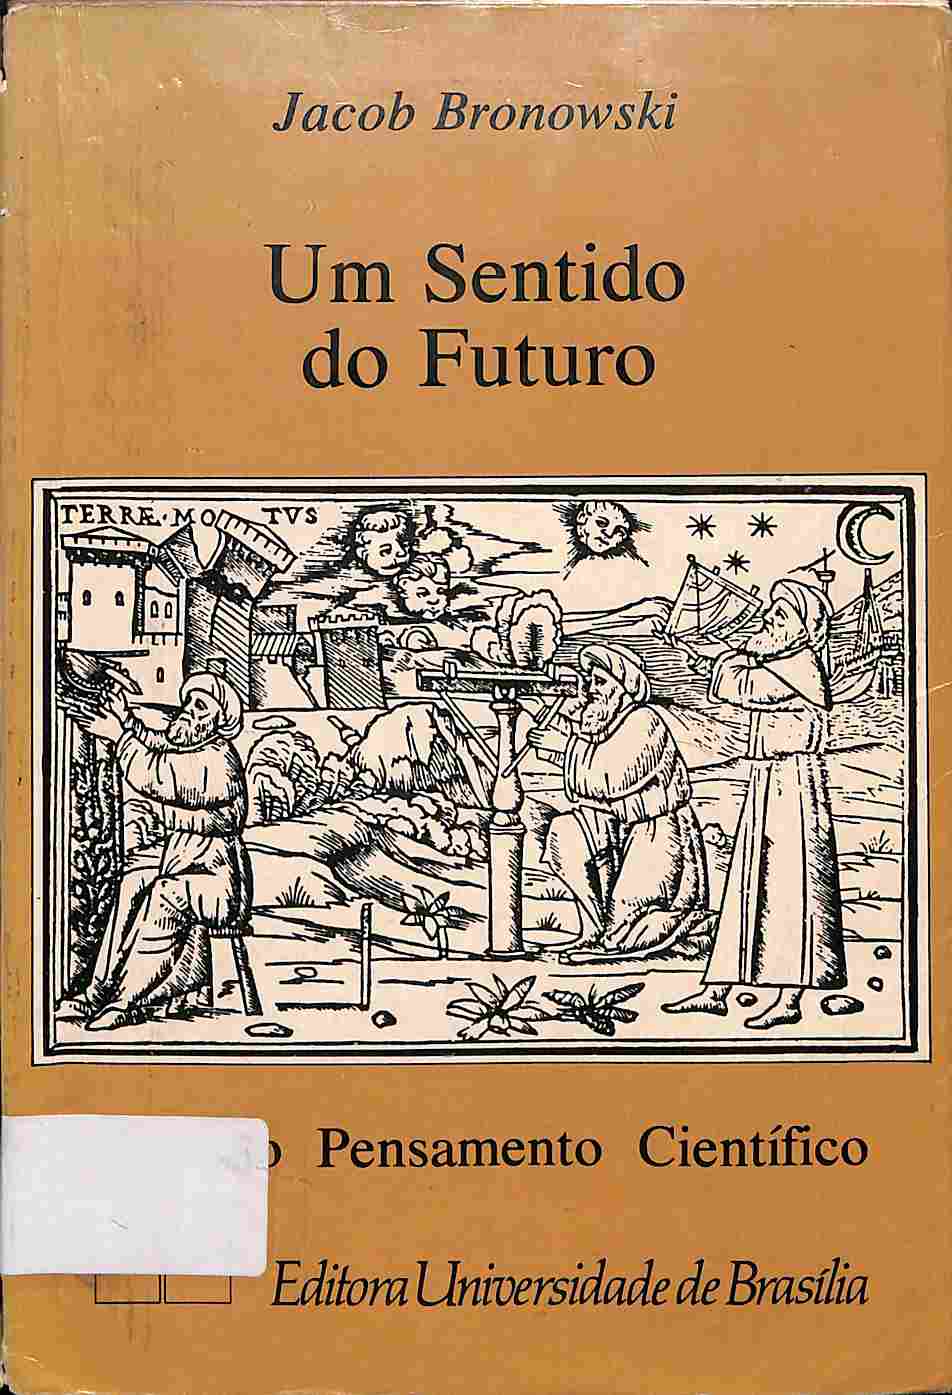 Jacob Bronowski
Um Sentido
do Futuro
TERRÆ·MO TVS
Pensamento Científico
Editora Universidade de Brasília